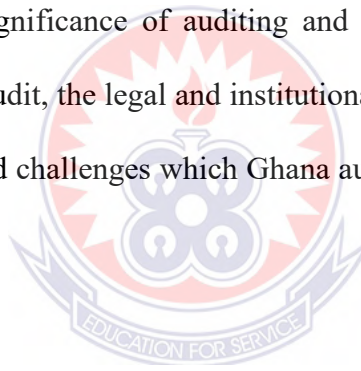 gnificance of auditing and
udit, the legal and institutiona
d challenges which Ghana au
EDUCATION FOR SERVICE